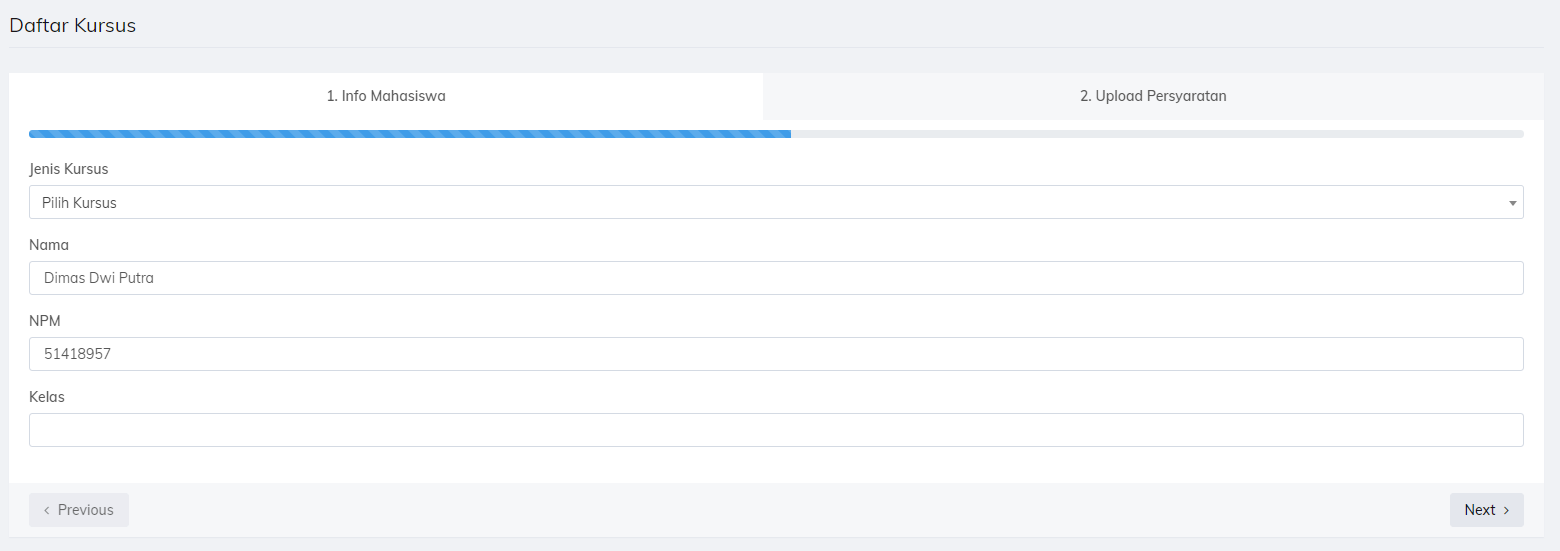 Daftar Kursus
1. Info Mahasiswa
2. Upload Persyaratan
Jenis Kursus
Pilih Kursus
Nama
Dimas Dwi Putra
NPM
51418957
Kelas
Previous
Next